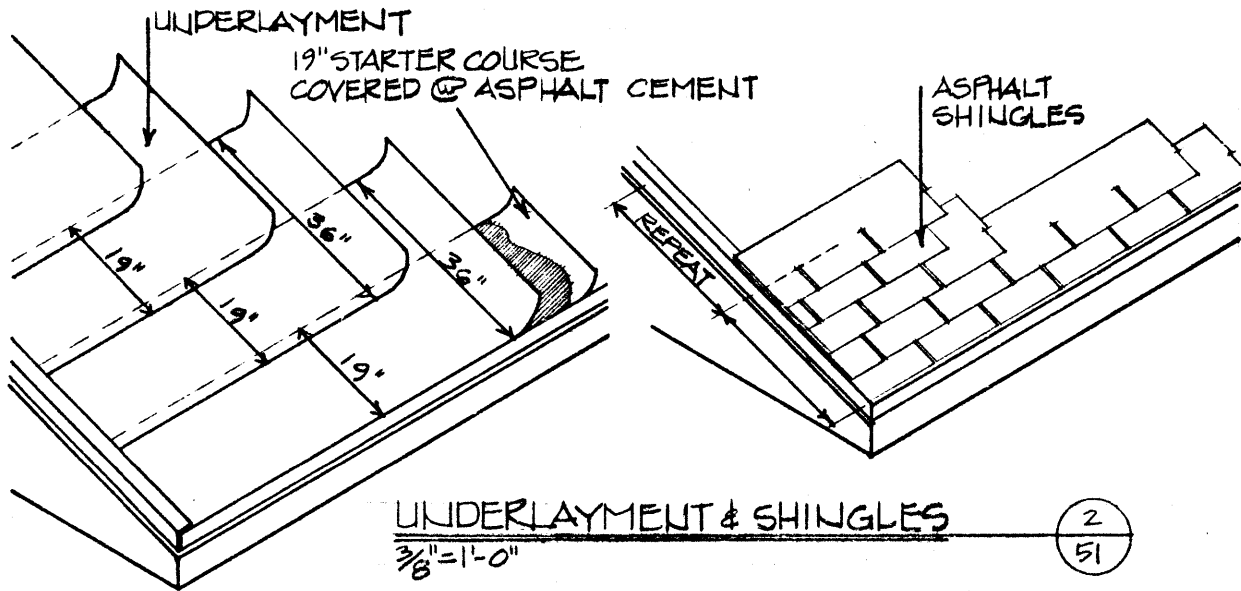 UNDERLAYMENT
19" STARTER COURSE
COVERED W/ ASPHALT CEMENT
ASPHALT
SHINGLES
36"
36"
19"
19"
19"
REPEAT
UNDERLAYMENT & SHINGLES
3/8"=1'-0"
2
51